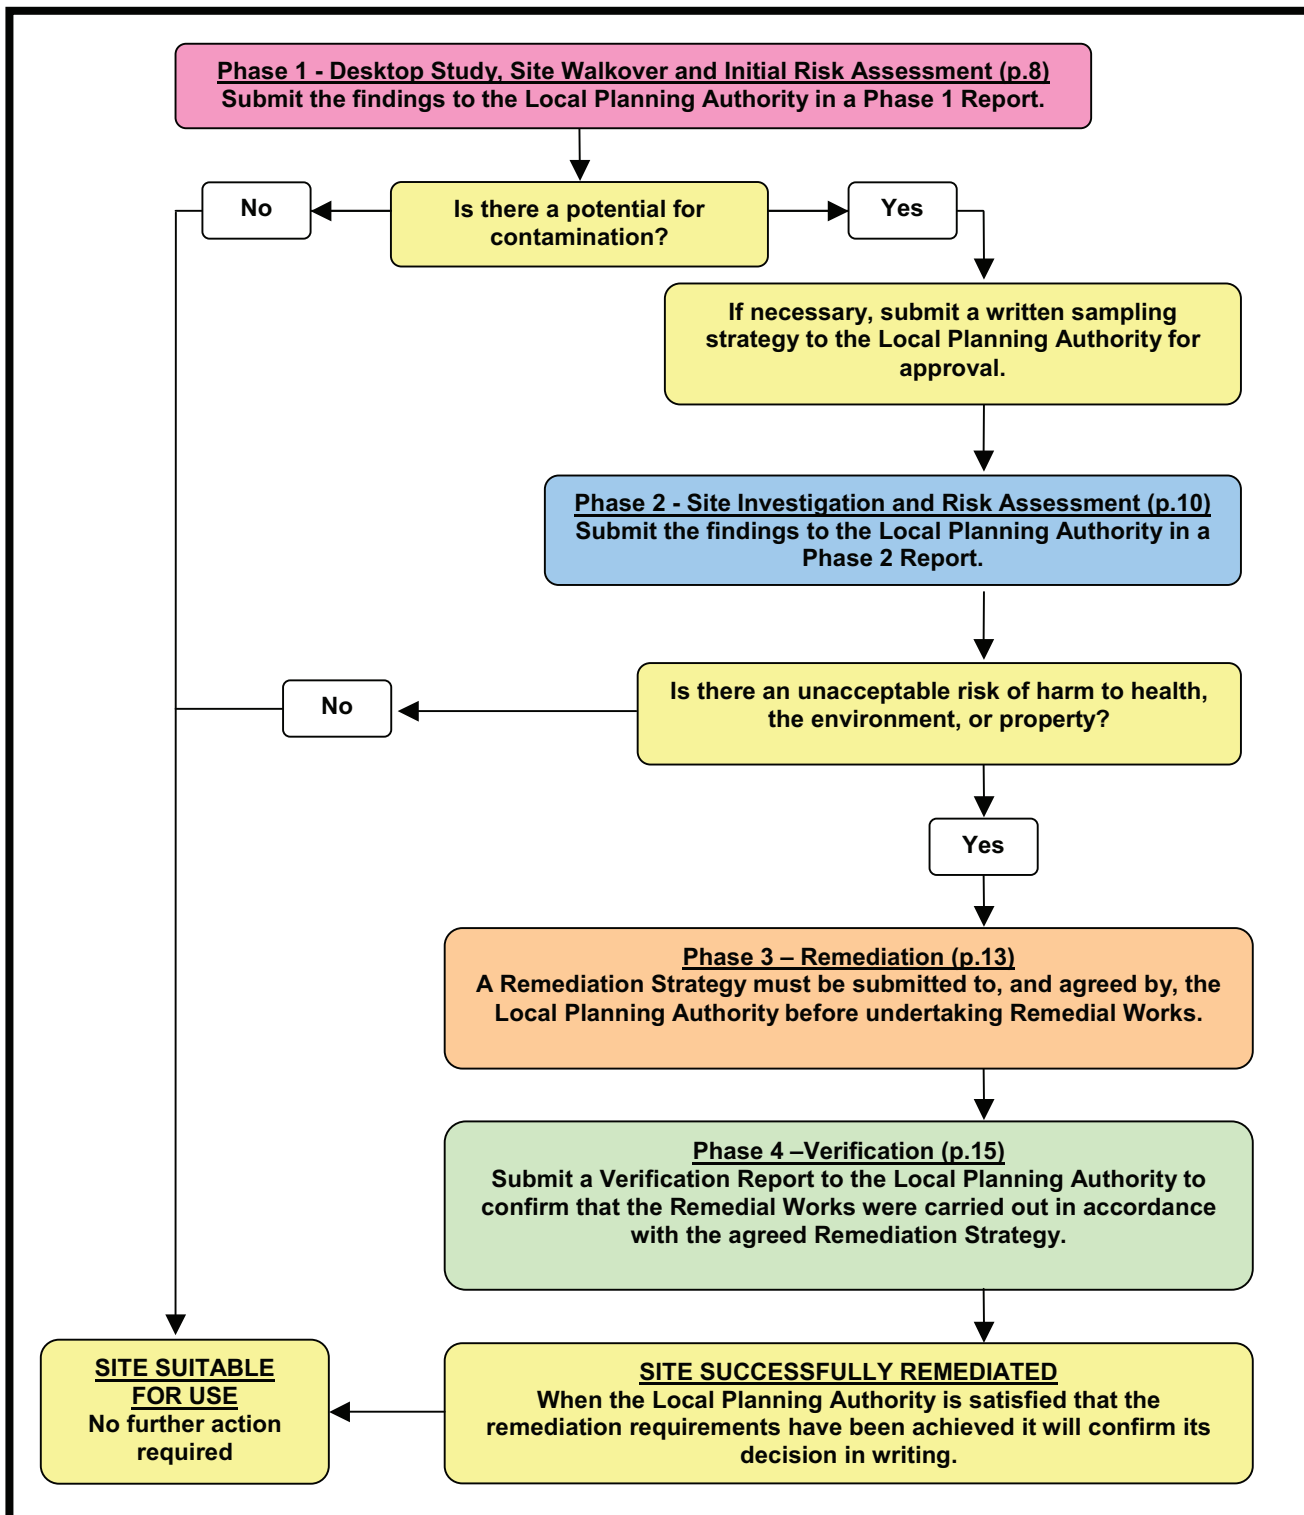 Phase 1 - Desktop Study, Site Walkover and Initial Risk Assessment (p.8)
Submit the findings to the Local Planning Authority in a Phase 1 Report.
No
Is there a potential for
contamination?
Yes
If necessary, submit a written sampling
strategy to the Local Planning Authority for
approval.
Phase 2 - Site Investigation and Risk Assessment (p.10)
Submit the findings to the Local Planning Authority in a
Phase 2 Report.
No
Is there an unacceptable risk of harm to health,
the environment, or property?
Yes
Phase 3 – Remediation (p.13)
A Remediation Strategy must be submitted to, and agreed by, the
Local Planning Authority before undertaking Remedial Works.
Phase 4 –Verification (p.15)
Submit a Verification Report to the Local Planning Authority to
confirm that the Remedial Works were carried out in accordance
with the agreed Remediation Strategy.
SITE SUITABLE
FOR USE
No further action
required
SITE SUCCESSFULLY REMEDIATED
When the Local Planning Authority is satisfied that the
remediation requirements have been achieved it will confirm its
decision in writing.